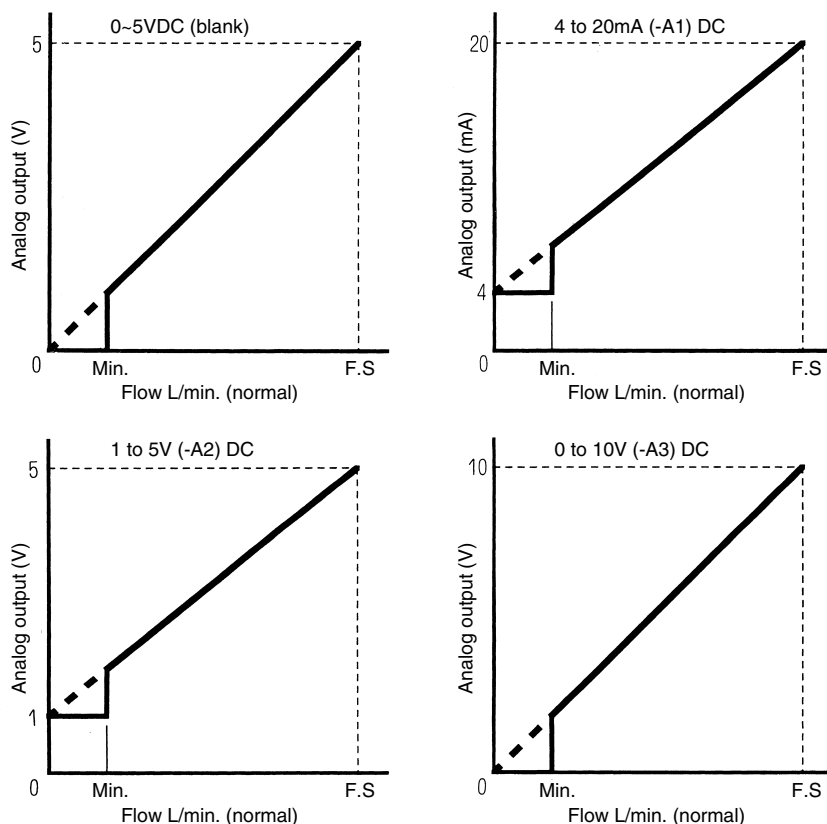 0~5VDC (blank)
5
Analog output (V)
0
Min.
F.S
Flow L/min. (normal)
4 to 20mA (-A1) DC
20
Analog output (mA)
4
0
Min.
F.S
Flow L/min. (normal)
1 to 5V (-A2) DC
5
Analog output (V)
1
0
Min.
F.S
Flow L/min. (normal)
0 to 10V (-A3) DC
10
Analog output (V)
0
Min.
F.S
Flow L/min. (normal)